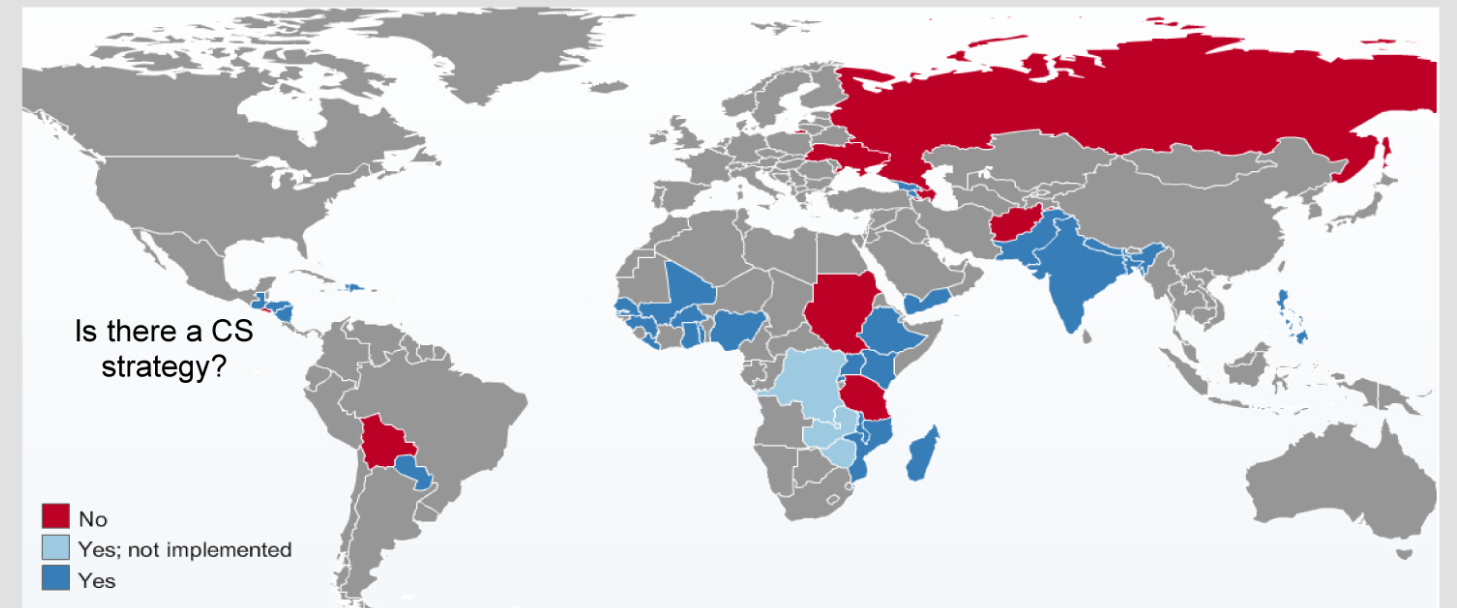 Is there a CS
strategy?
No
Yes; not implemented
Yes